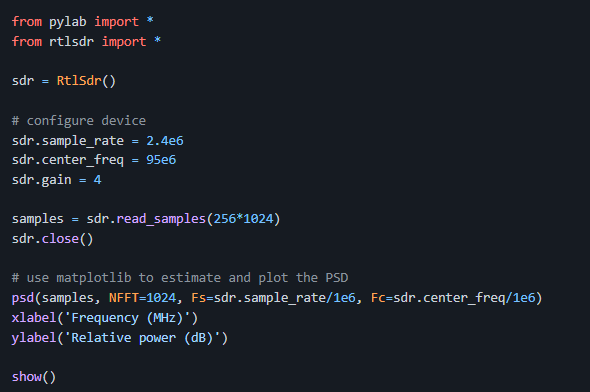 from pylab import *
from rtlsdr import *
sdr = RtlSdr()
# configure device
sdr.sample_rate = 2.4e6
sdr.center_freq = 95e6
sdr.gain = 4
samples = sdr.read_samples(256*1024)
sdr.close()
# use matplotlib to estimate and plot the PSD
psd(samples, NFFT=1024, Fs=sdr.sample_rate/1e6, Fc=sdr.center_freq/1e6)
xlabel('Frequency (MHz)')
ylabel('Relative power (dB)')
show()